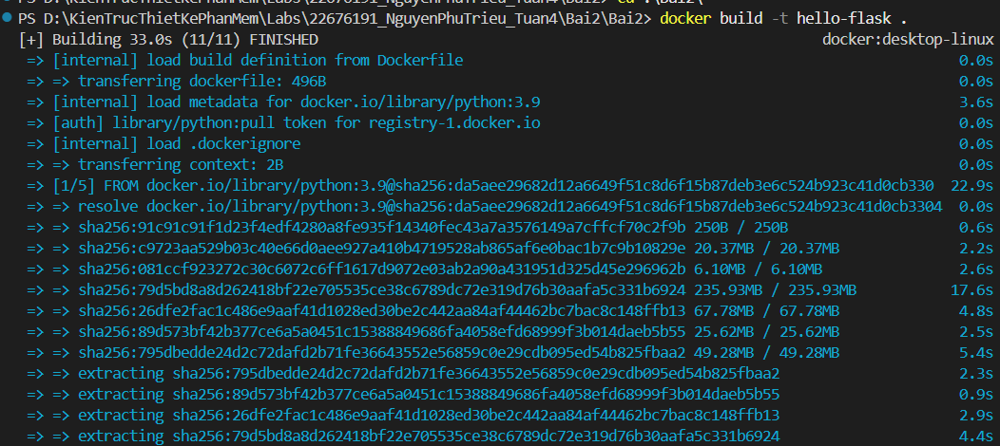 PS D:\KienTrucThietKePhanMem\Labs\22676191_NguyenPhuTrieu_Tuan4\Bai2> cd .\Bai2\
PS D:\KienTrucThietKePhanMem\Labs\22676191_NguyenPhuTrieu_Tuan4\Bai2\Bai2> docker build -t hello-flask .
[+] Building 33.0s (11/11) FINISHED docker:desktop-linux
=> [internal] load build definition from Dockerfile 0.0s
=> => transferring dockerfile: 496B 0.0s
=> [internal] load metadata for docker.io/library/python:3.9 3.6s
=> [auth] library/python:pull token for registry-1.docker.io 0.0s
=> [internal] load .dockerignore 0.0s
=> => transferring context: 2B 0.0s
=> [1/5] FROM docker.io/library/python:3.9@sha256:da5aee29682d12a6649f51c8d6f15b87deb3e6c524b923c41d0cb330 22.9s
=> => resolve docker.io/library/python:3.9@sha256:da5aee29682d12a6649f51c8d6f15b87deb3e6c524b923c41d0cb3304 0.0s
=> => sha256:91c91c91f1d23f4edf4280a8fe935f14340fec43a7a3576149a7cffcf70c2f9b 250B / 250B 0.6s
=> => sha256:c9723aa529b03c40e66d0aee927a410b4719528ab865af6e0bac1b7c9b10829e 20.37MB / 20.37MB 2.2s
=> => sha256:081ccf923272c30c6072c6ff1617d9072e03ab2a90a431951d325d45e296962b 6.10MB / 6.10MB 2.6s
=> => sha256:79d5bd8a8d262418bf22e705535ce38c6789dc72e319d76b30aafa5c331b6924 235.93MB / 235.93MB 17.6s
=> => sha256:26dfe2fac1c486e9aaf41d1028ed30be2c442aa84af44462bc7bac8c148ffb13 67.78MB / 67.78MB 4.8s
=> => sha256:89d573bf42b377ce6a5a0451c15388849686fa4058efd68999f3b014daeb5b55 25.62MB / 25.62MB 2.5s
=> => sha256:795dbedde24d2c72dafd2b71fe36643552e56859c0e29cdb095ed54b825fbaa2 49.28MB / 49.28MB 5.4s
=> => extracting sha256:795dbedde24d2c72dafd2b71fe36643552e56859c0e29cdb095ed54b825fbaa2 2.3s
=> => extracting sha256:89d573bf42b377ce6a5a0451c15388849686fa4058efd68999f3b014daeb5b55 0.9s
=> => extracting sha256:26dfe2fac1c486e9aaf41d1028ed30be2c442aa84af44462bc7bac8c148ffb13 2.9s
=> => extracting sha256:79d5bd8a8d262418bf22e705535ce38c6789dc72e319d76b30aafa5c331b6924 4.4s